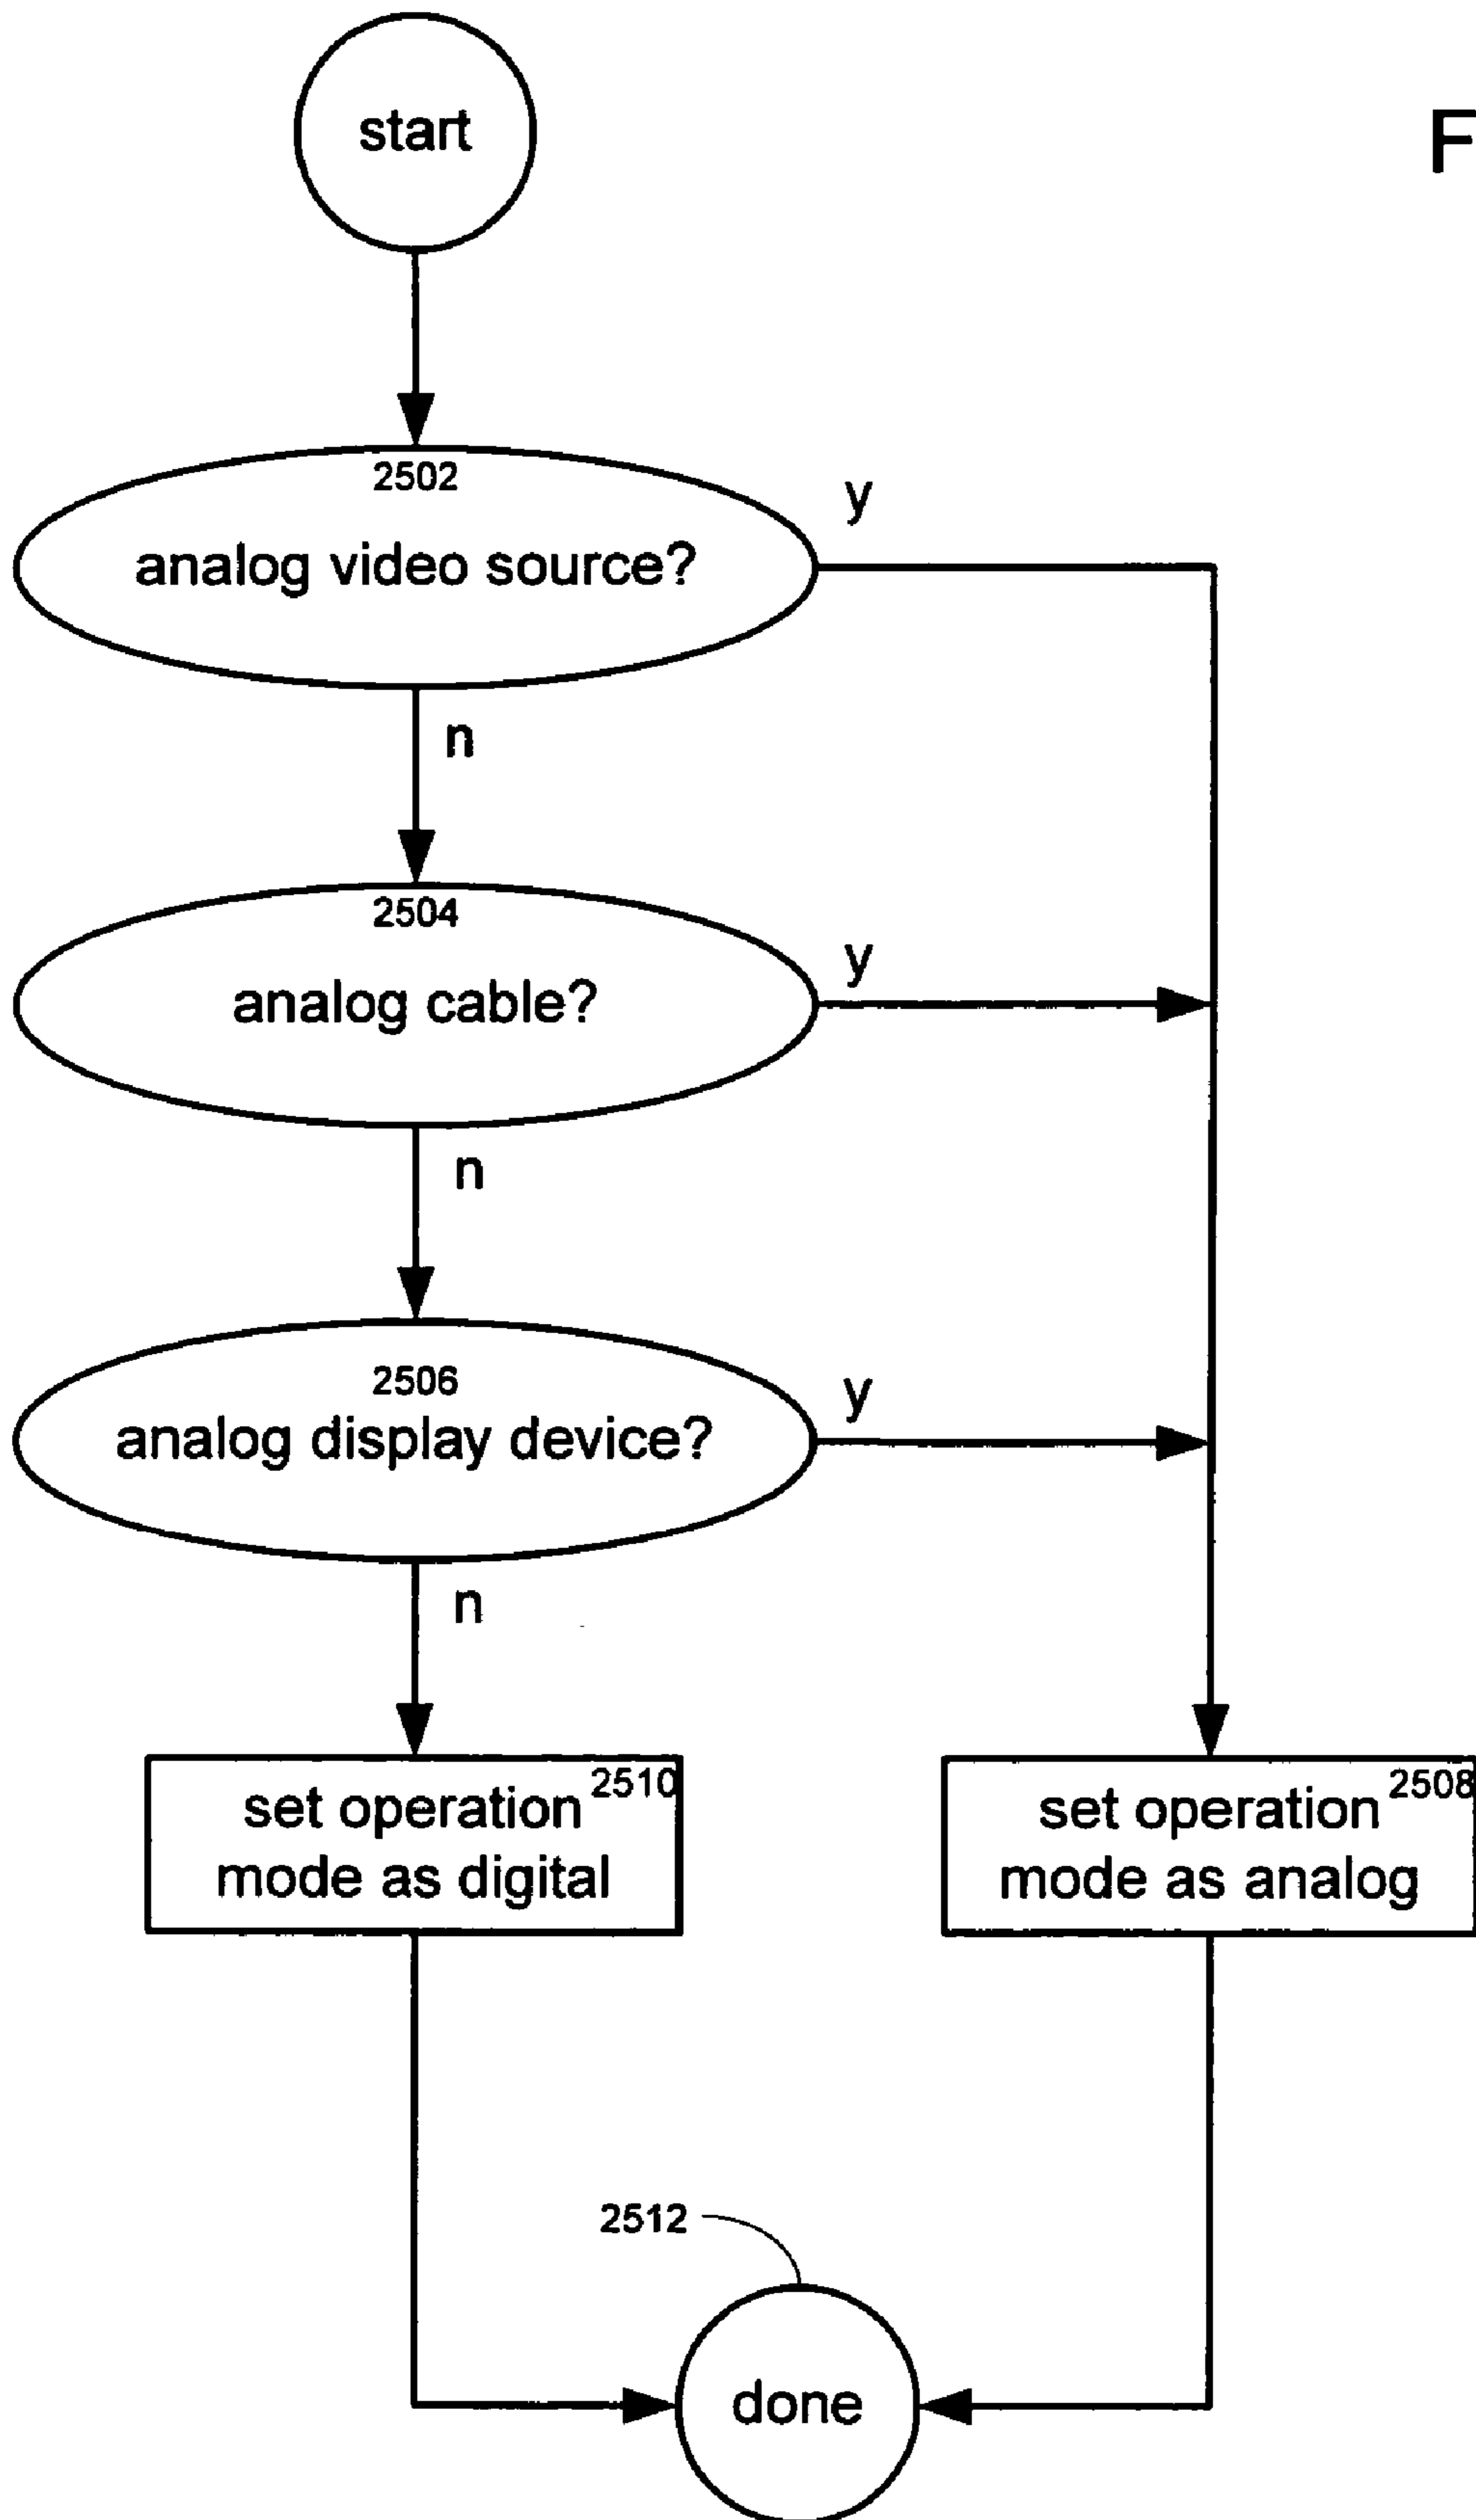 start
F
2502
analog video source?
y
n
2504
analog cable?
y
n
2506
analog display device?
y
n
2510
set operation
mode as digital
2508
set operation
mode as analog
2512
done